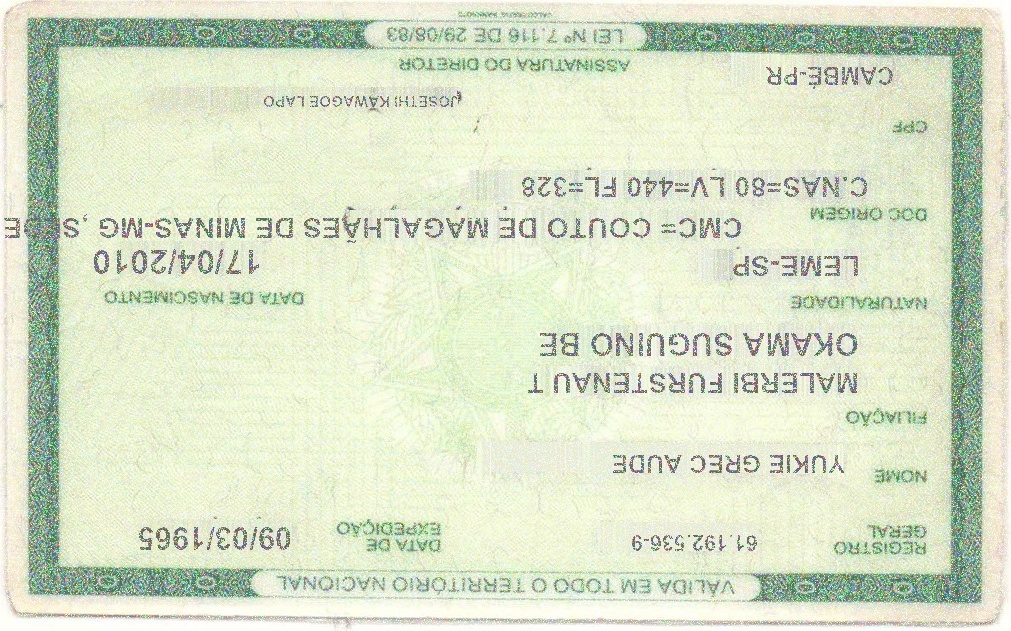 VÁLIDA EM TODO O TERRITÓRIO NACIONAL
REGISTRO GERAL 61.192.536-9 DATA DE EXPEDIÇÃO 09/03/1965
NOME YUKIE GREC AUDE
FILIAÇÃO
MALERBI FURSTENAU T
OKAMA SUGUINO BE
NATURALIDADE DATA DE NASCIMENTO
LEME-SP 17/04/2010
DOC ORIGEM CMC= COUTO DE MAGALHÃES DE MINAS-MG ,
C.NAS=80 LV=440 FL=328
CPF
JOSETHI KAWAGOE LAPO
CAMBÉ-PR
ASSINATURA DO DIRETOR
LEI Nº 7.116 DE 29/08/83